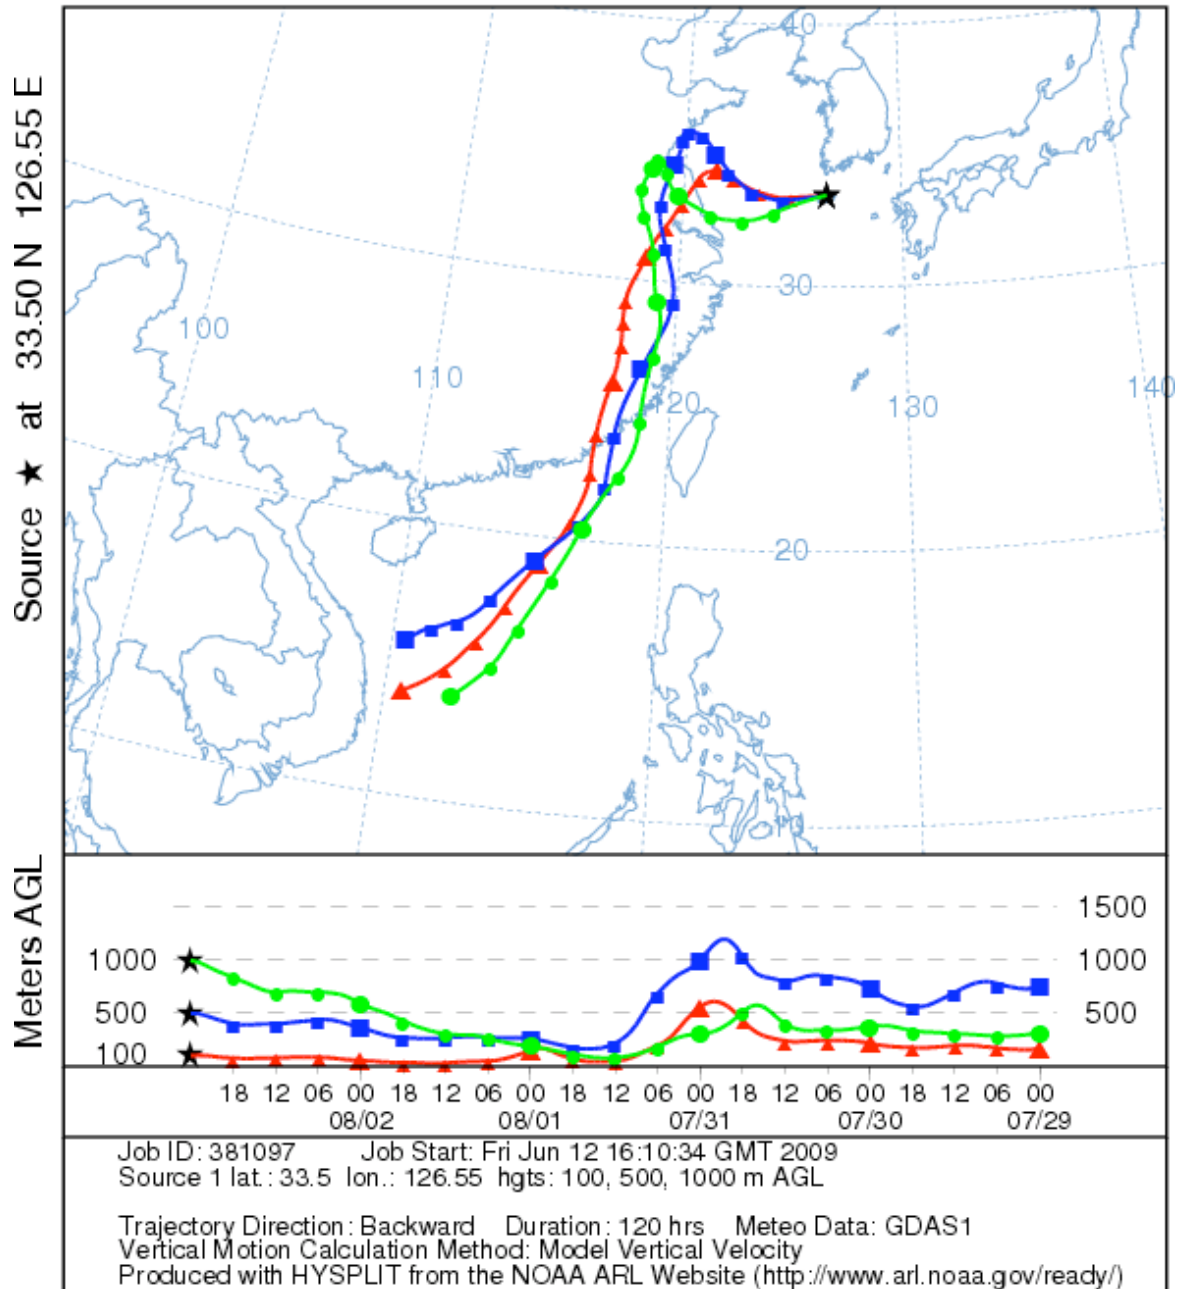 Source ★ at 33.50 N 126.55 E
40
100
30
110
120
130
140
20
Meters AGL
1500
1000 1000
500 500
100
18 12 06 00 18 12 06 00 18 12 06 00 18 12 06 00 18 12 06 00
08/02 08/01 07/31 07/30 07/29
Job ID: 381097 Job Start: Fri Jun 12 16:10:34 GMT 2009
Source 1 lat.: 33.5 lon.: 126.55 hgts: 100, 500, 1000 m AGL
Trajectory Direction: Backward Duration: 120 hrs Meteo Data: GDAS1
Vertical Motion Calculation Method: Model Vertical Velocity
Produced with HYSPLIT from the NOAA ARL Website (http://www.arl.noaa.gov/ready/)